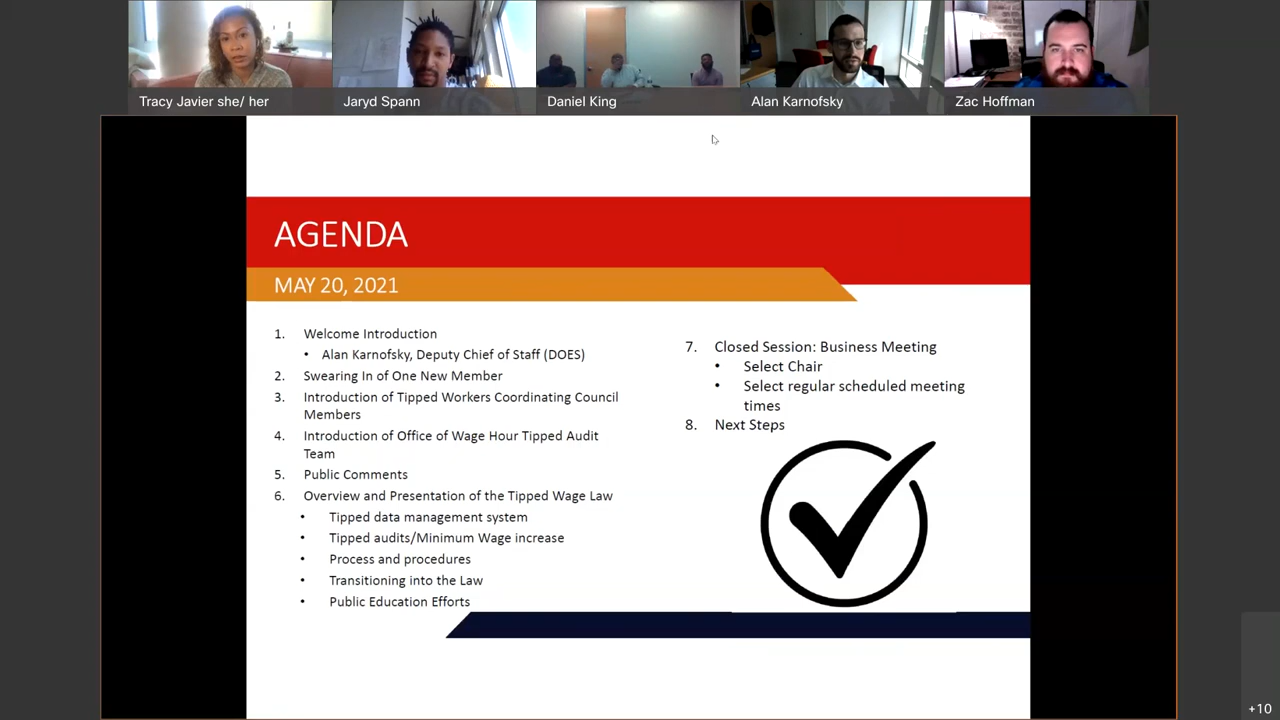 Tracy Javier she/ her
Jaryd Spann
Daniel King
Alan Karnofsky
Zac Hoffman
AGENDA
MAY 20, 2021
1. Welcome Introduction
• Alan Karnofsky, Deputy Chief of Staff (DOES)
2. Swearing In of One New Member
3. Introduction of Tipped Workers Coordinating Council
Members
4. Introduction of Office of Wage Hour Tipped Audit
Team
5. Public Comments
6. Overview and Presentation of the Tipped Wage Law
• Tipped data management system
• Tipped audits/Minimum Wage increase
• Process and procedures
• Transitioning into the Law
• Public Education Efforts
7. Closed Session: Business Meeting
• Select Chair
• Select regular scheduled meeting
times
8. Next Steps
+10